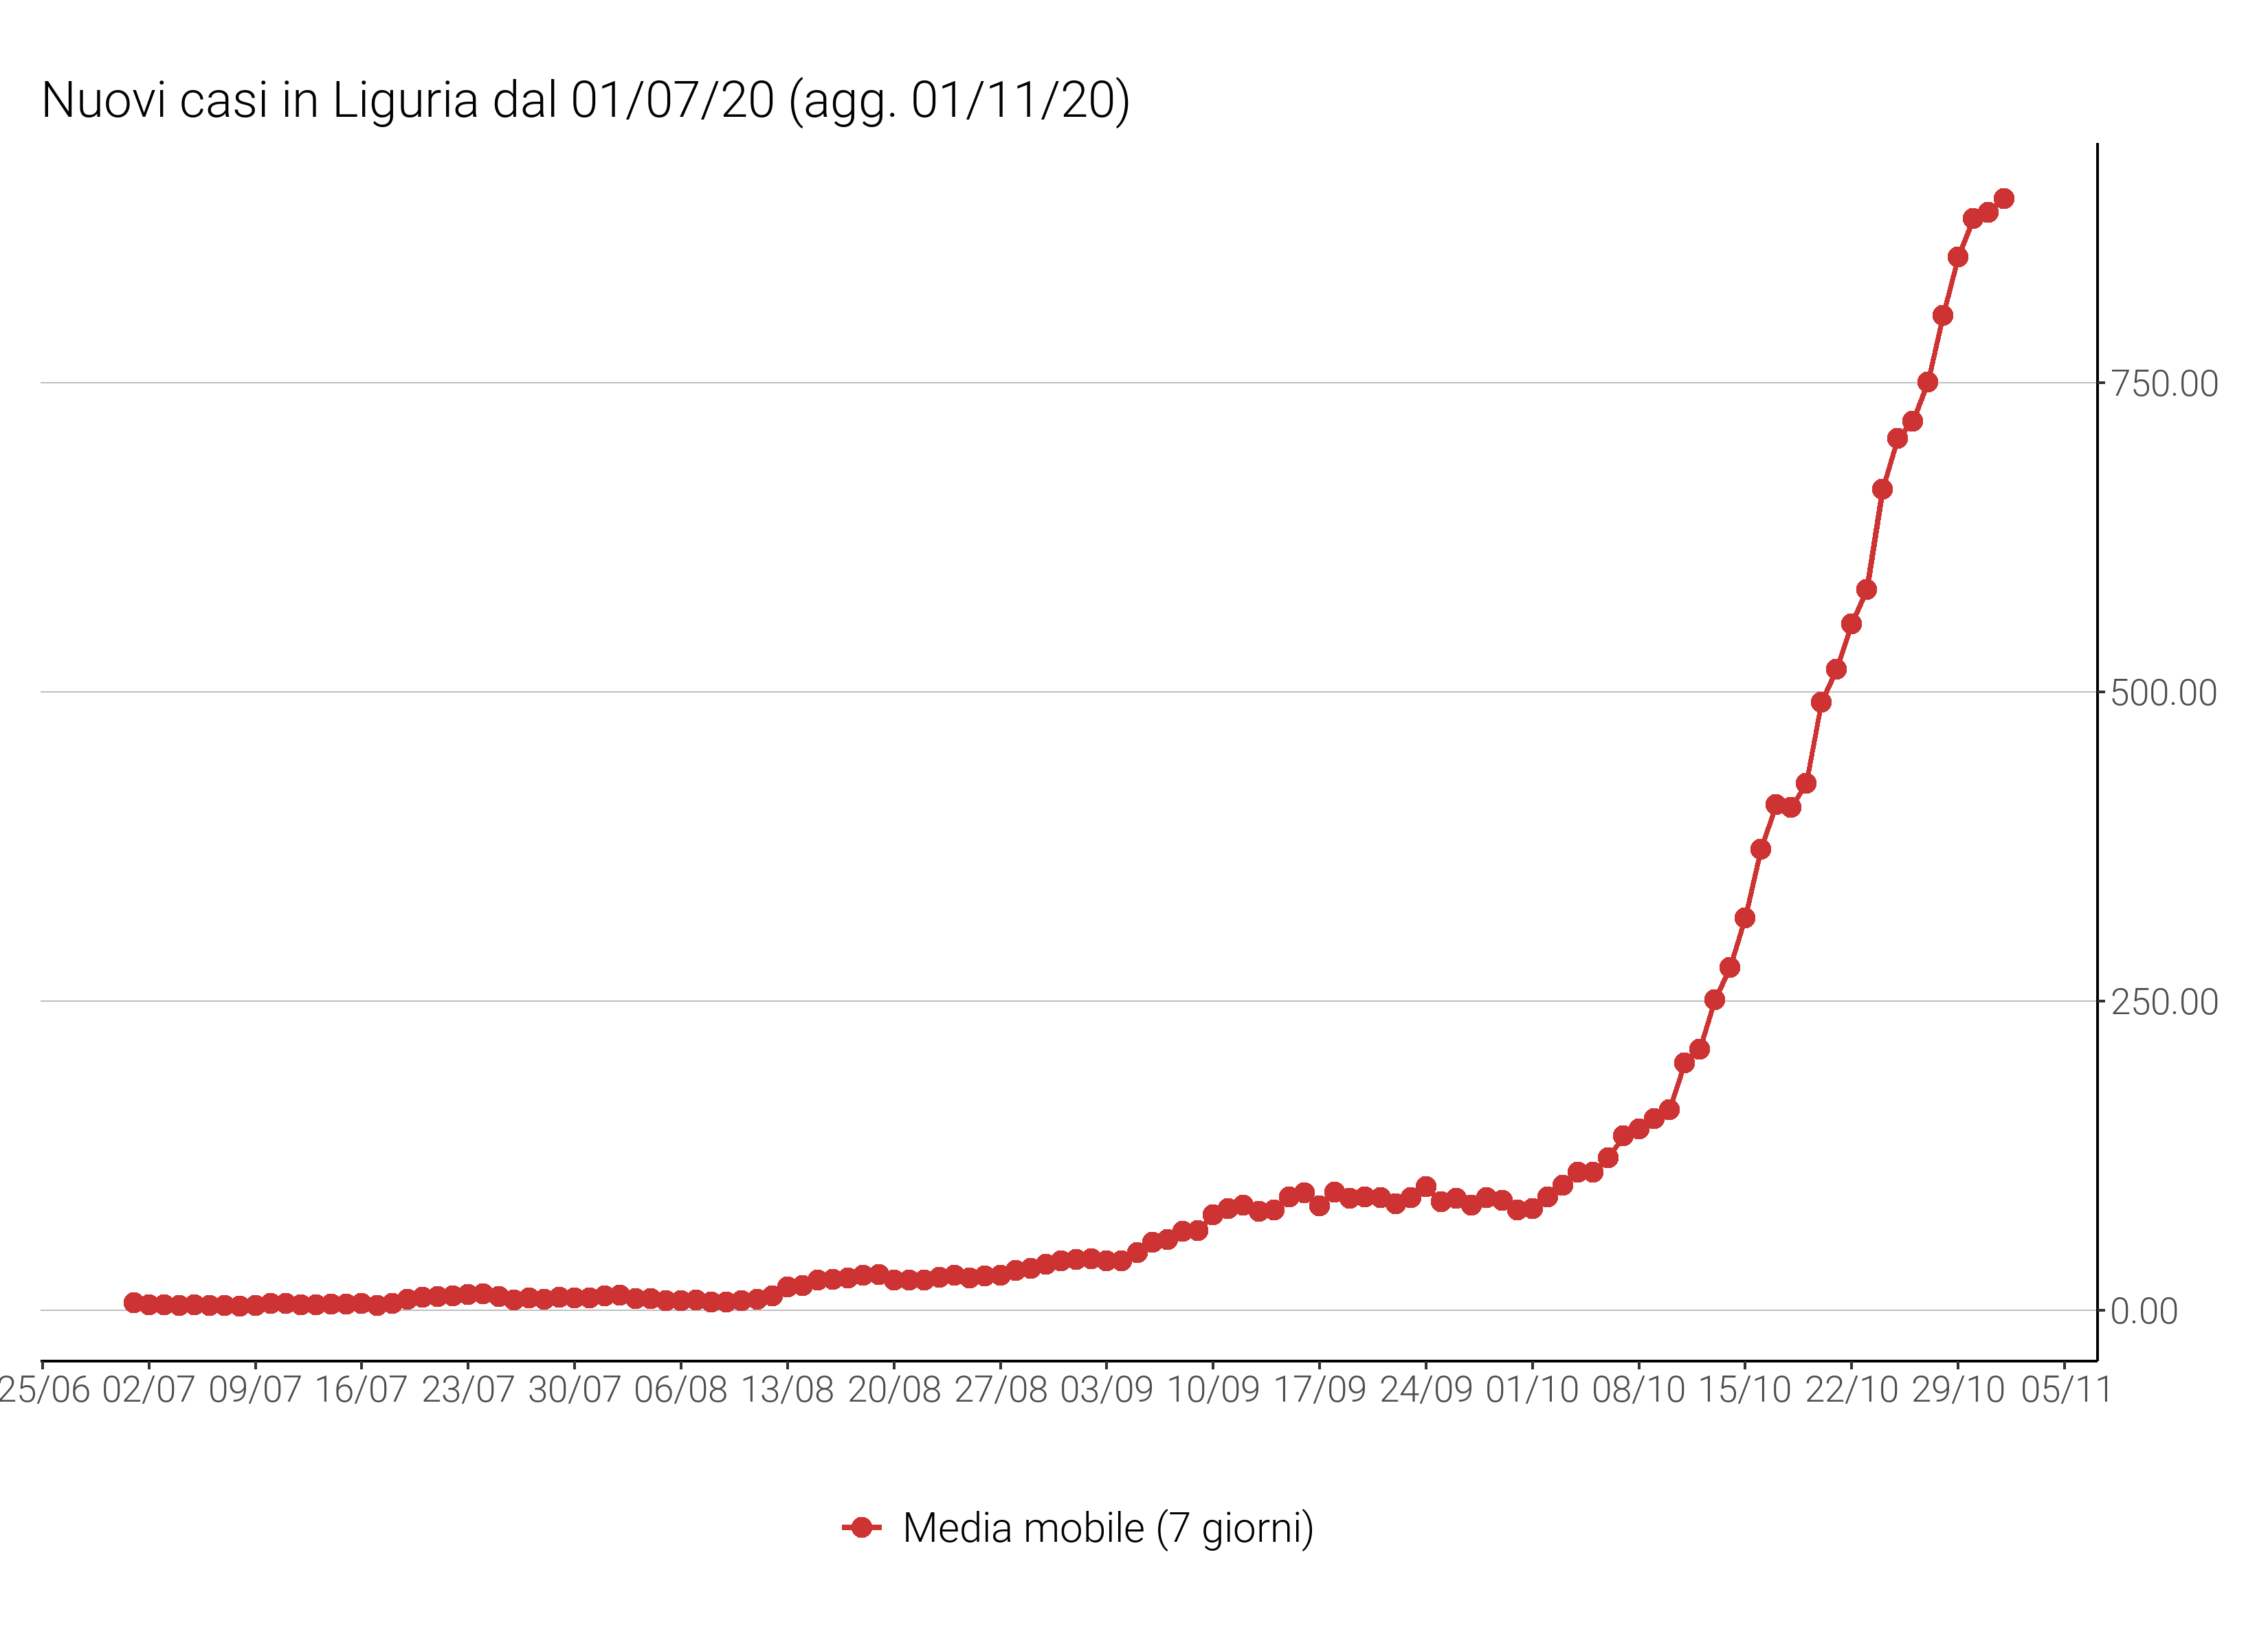 Nuovi casi in Liguria dal 01/07/20 (agg. 01/11/20)
750.00
500.00
250.00
0.00
25/06 02/07 09/07 16/07 23/07 30/07 06/08 13/08 20/08 27/08 03/09 10/09 17/09 24/09 01/10 08/10 15/10 22/10 29/10 05/11
Media mobile (7 giorni)